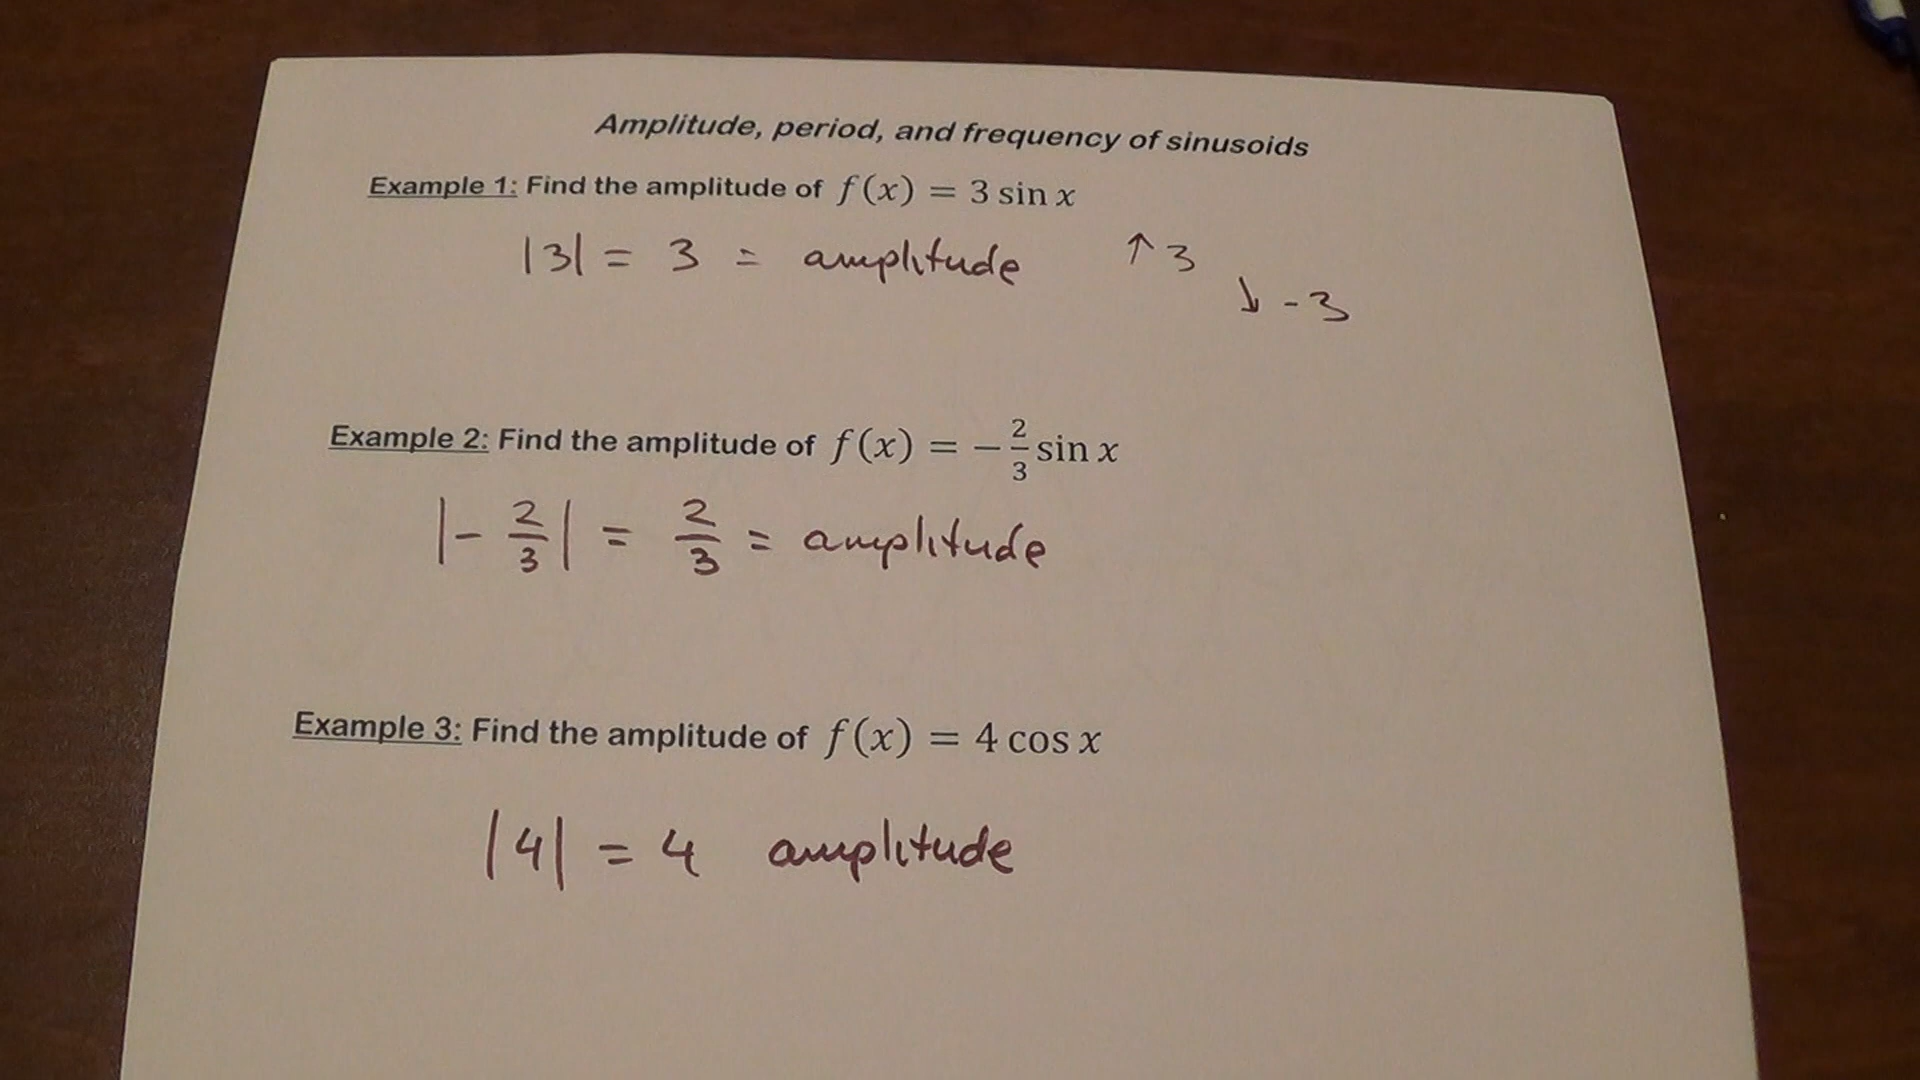 Amplitude, period, and frequency of sinusoids
Example 1: Find the amplitude of f(x) = 3 sin x
|3| = 3 = amplitude ↑ 3
↓ -3
Example 2: Find the amplitude of f(x) = −2/3 sin x
|- 2/3| = 2/3 = amplitude
Example 3: Find the amplitude of f(x) = 4 cos x
|4| = 4 amplitude